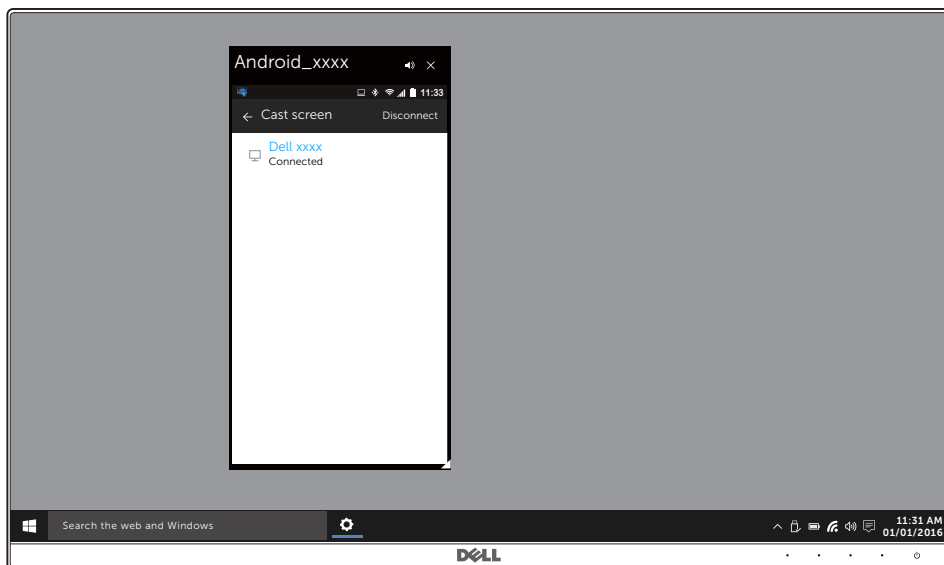 Android_xxxx
11:33
Cast screen Disconnect
Dell xxxx
Connected
Search the web and Windows
11:31 AM
01/01/2016
DELL